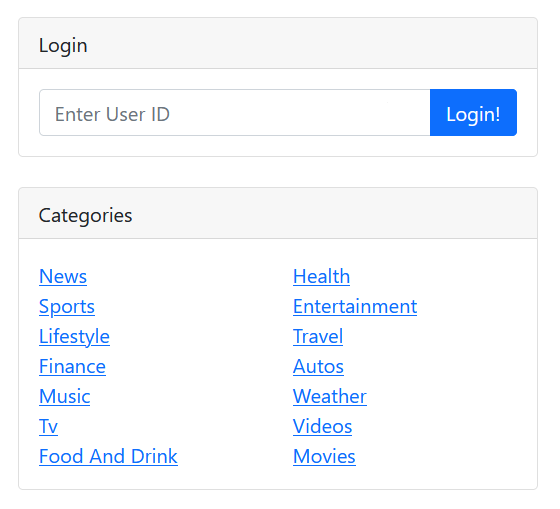 Login
Enter User ID
Login!
Categories
News
Sports
Lifestyle
Finance
Music
Tv
Food And Drink
Health
Entertainment
Travel
Autos
Weather
Videos
Movies